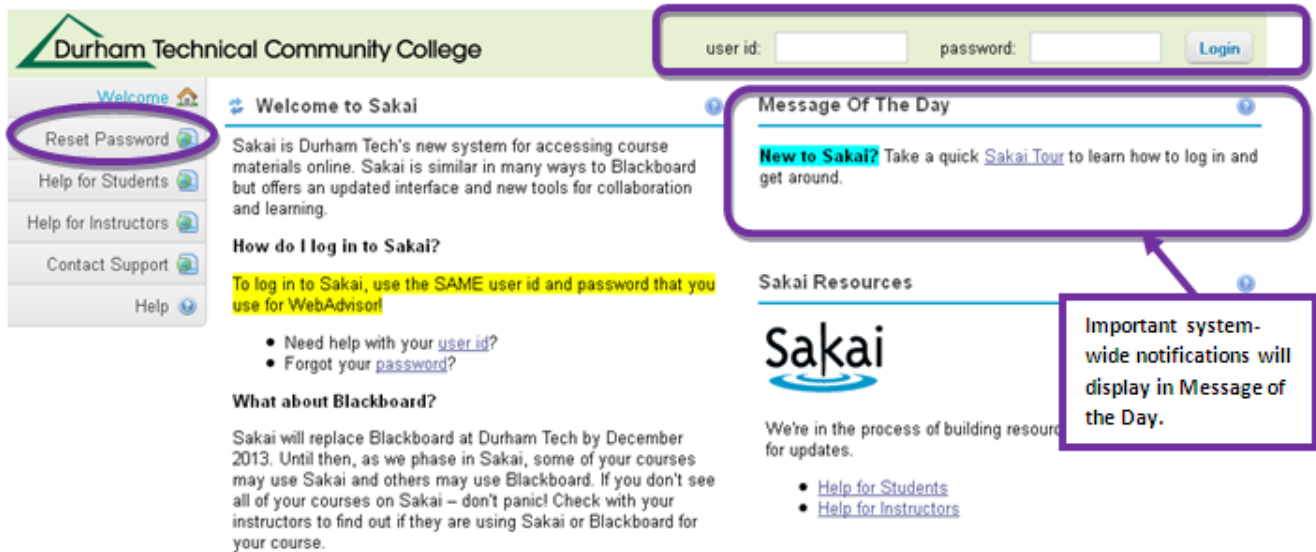 Durham Technical Community College
user id:
password:
Login
Welcome
Reset Password
Help for Students
Help for Instructors
Contact Support
Help
Welcome to Sakai
Sakai is Durham Tech's new system for accessing course
materials online. Sakai is similar in many ways to Blackboard
but offers an updated interface and new tools for collaboration
and learning.
How do I log in to Sakai?
To log in to Sakai, use the SAME user id and password that you
use for WebAdvisor!
• Need help with your user id?
• Forgot your password?
What about Blackboard?
Sakai will replace Blackboard at Durham Tech by December
2013. Until then, as we phase in Sakai, some of your courses
may use Sakai and others may use Blackboard. If you don't see
all of your courses on Sakai – don't panic! Check with your
instructors to find out if they are using Sakai or Blackboard for
your course.
Message Of The Day
New to Sakai? Take a quick Sakai Tour to learn how to log in and
get around.
Sakai Resources
Sakai
We're in the process of building
for updates.
• Help for Students
• Help for Instructors
Important system-
wide notifications will
display in Message of
the Day.